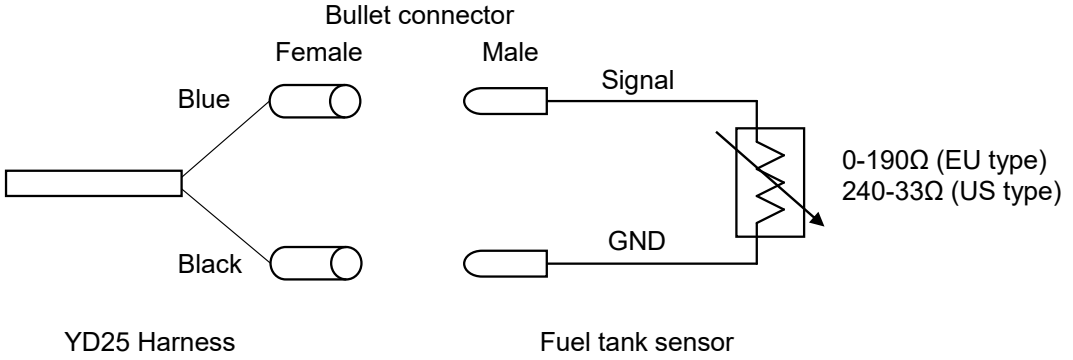 Bullet connector
Female
Male
Blue
Signal
0-190Ω (EU type)
240-33Ω (US type)
Black
GND
YD25 Harness
Fuel tank sensor